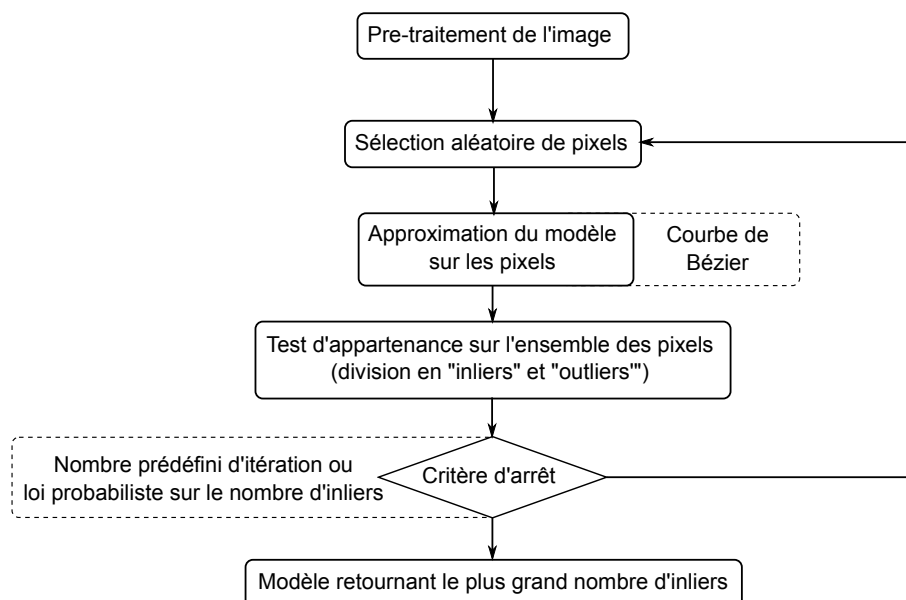 Pre-traitement de l'image
Sélection aléatoire de pixels
Approximation du modèle
sur les pixels
Courbe de
Bézier
Test d'appartenance sur l'ensemble des pixels
(division en "inliers" et "outliers'")
Nombre prédéfini d'itération ou
loi probabiliste sur le nombre d'inliers
Critère d'arrêt
Modèle retournant le plus grand nombre d'inliers